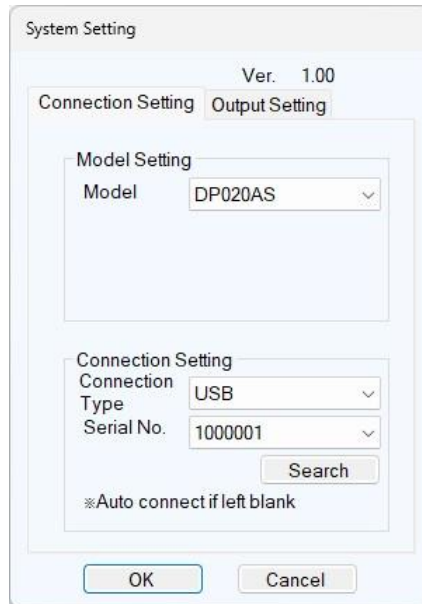 System Setting
Ver. 1.00
Connection Setting Output Setting
Model Setting
Model DP020AS
Connection Setting
Connection Type USB
Serial No. 1000001
Search
※Auto connect if left blank
OK Cancel